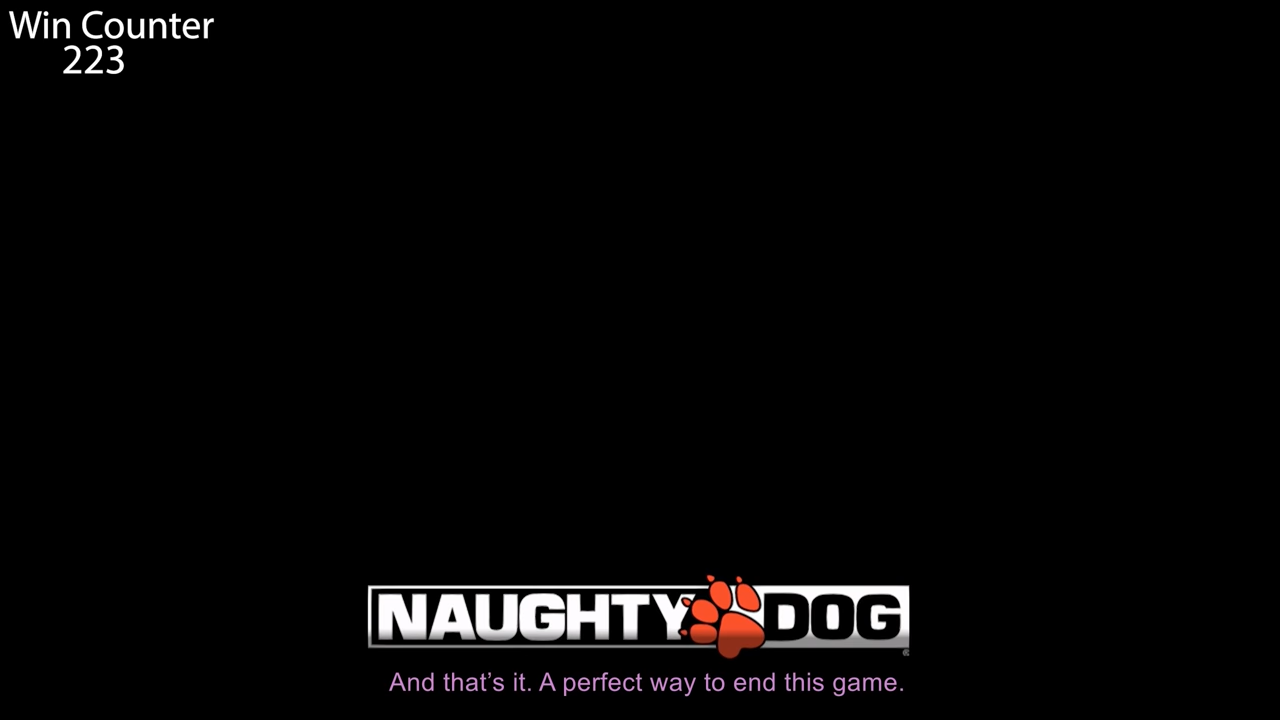 Win Counter
223
NAUGHTY DOG
And that's it. A perfect way to end this game.